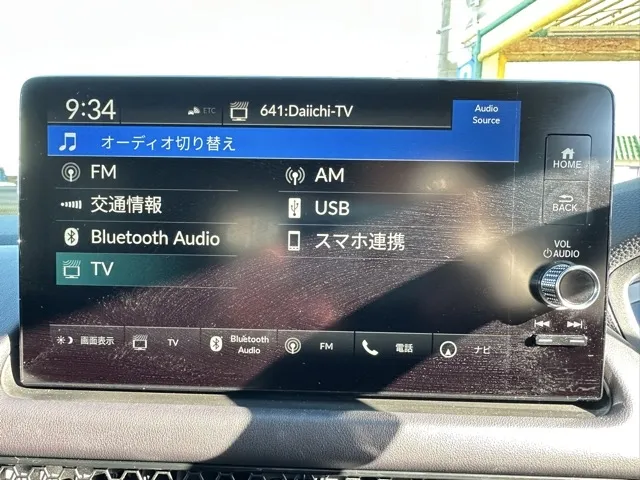 9:34 ETC 641:Daiichi-TV Audio Source
オーディオ切り替え
FM AM
交通情報 USB
Bluetooth Audio スマホ連携
TV
HOME
BACK
VOL
AUDIO
画面表示 TV Bluetooth Audio FM 電話 ナビ